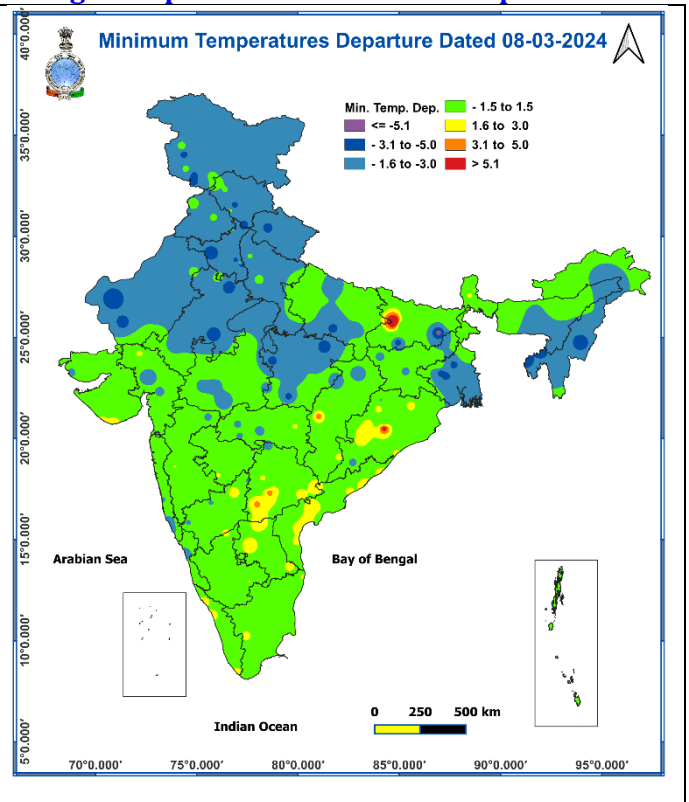 Minimum Temperatures Departure Dated 08-03-2024
Min. Temp. Dep.
<= -5.1
- 3.1 to -5.0
- 1.6 to -3.0
- 1.5 to 1.5
1.6 to 3.0
3.1 to 5.0
> 5.1
40°0.000'
35°0.000'
30°0.000'
25°0.000'
20°0.000'
15°0.000'
10°0.000'
5°0.000'
Arabian Sea
Bay of Bengal
Indian Ocean
0 250 500 km
70°0.000' 75°0.000' 80°0.000' 85°0.000' 90°0.000' 95°0.000'